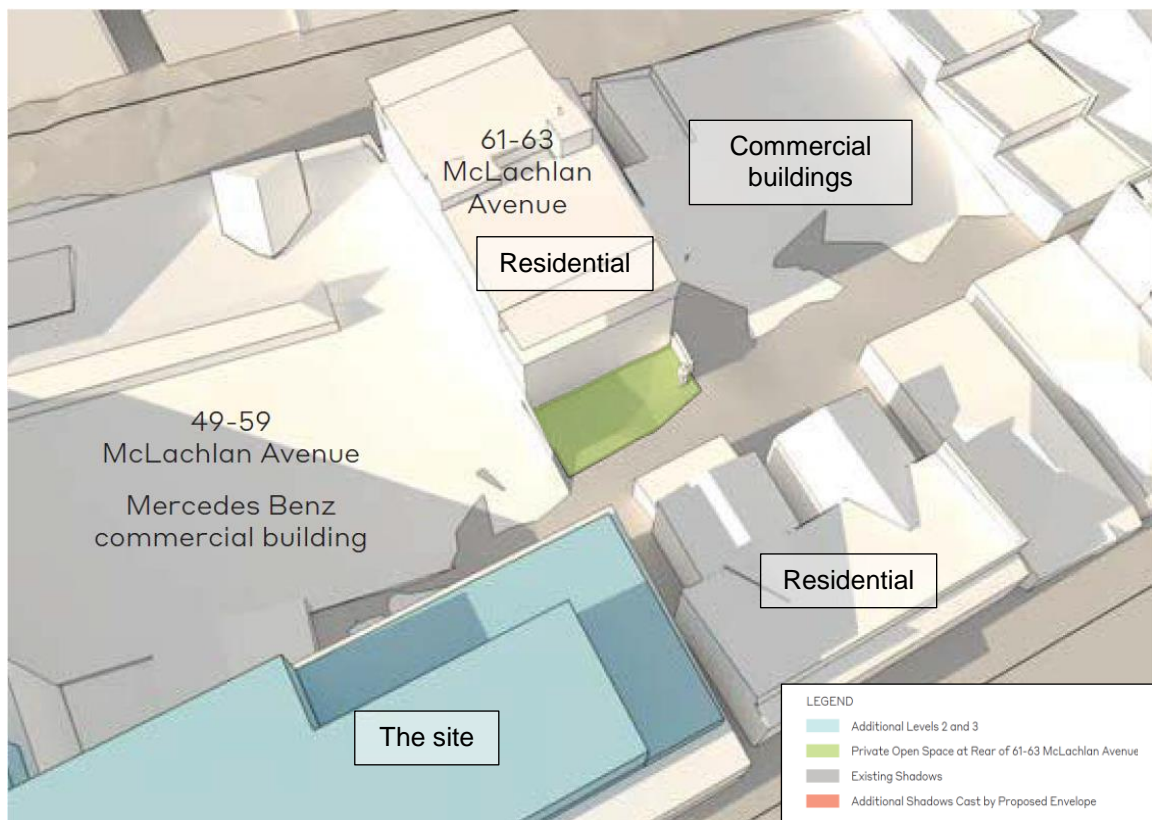 61-63
McLachlan
Avenue
Commercial
buildings
Residential
49-59
McLachlan Avenue
Mercedes Benz
commercial building
Residential
The site
LEGEND
Additional Levels 2 and 3
Private Open Space at Rear of 61-63 McLachlan Avenue
Existing Shadows
Additional Shadows Cast by Proposed Envelope